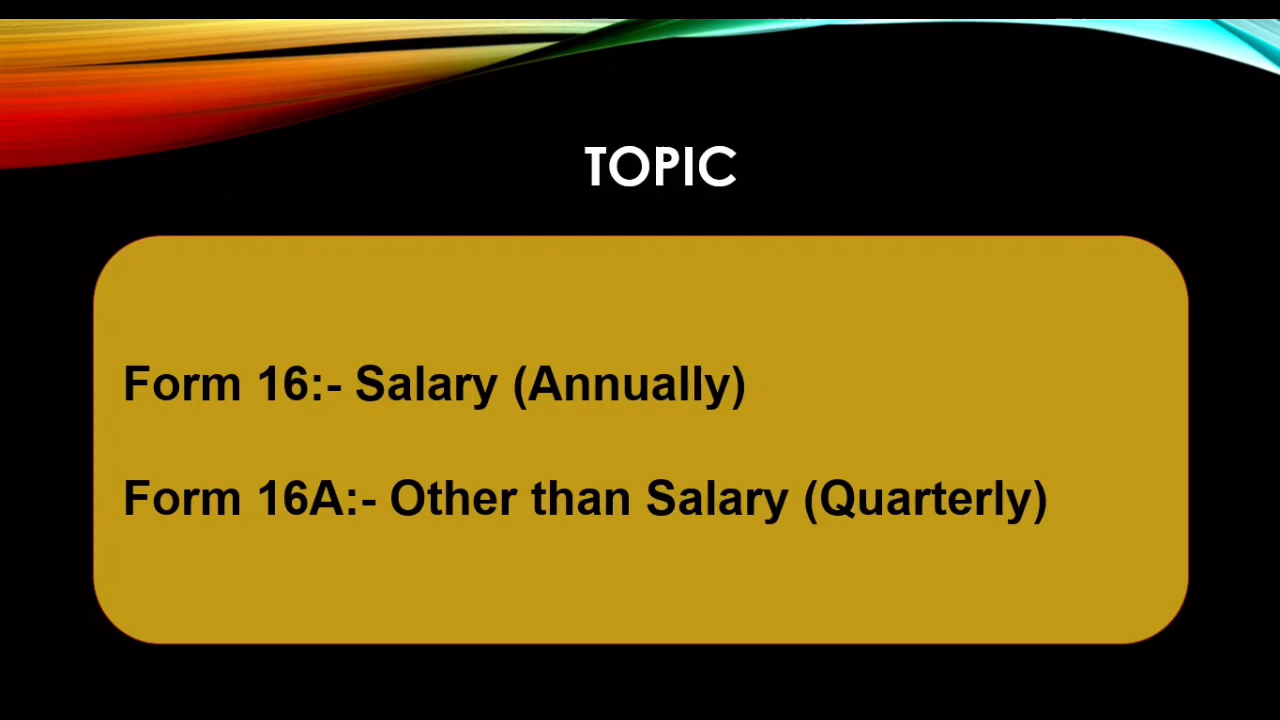 TOPIC
Form 16:- Salary (Annually)
Form 16A:- Other than Salary (Quarterly)